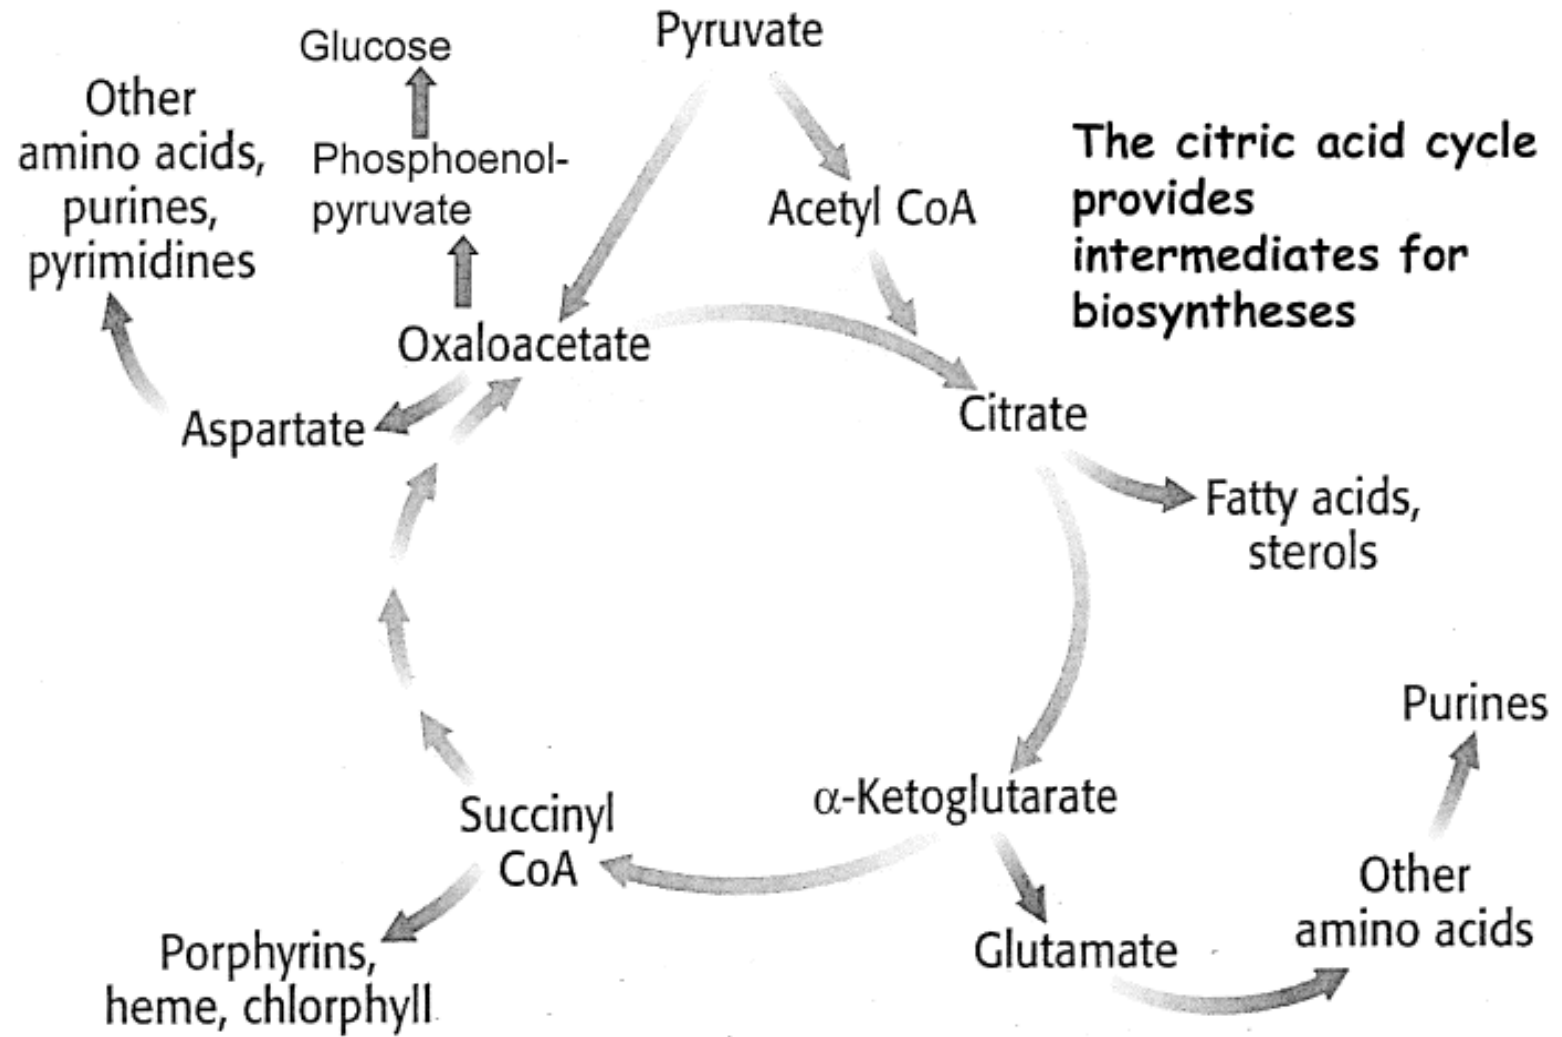 Glucose
Pyruvate
Other
amino acids,
purines,
pyrimidines
Phosphoenol-
pyruvate
Acetyl CoA
The citric acid cycle
provides
intermediates for
biosyntheses
Oxaloacetate
Aspartate
Citrate
Fatty acids,
sterols
Purines
α-Ketoglutarate
Succinyl
CoA
Other
amino acids
Glutamate
Porphyrins,
heme, chlorphyll